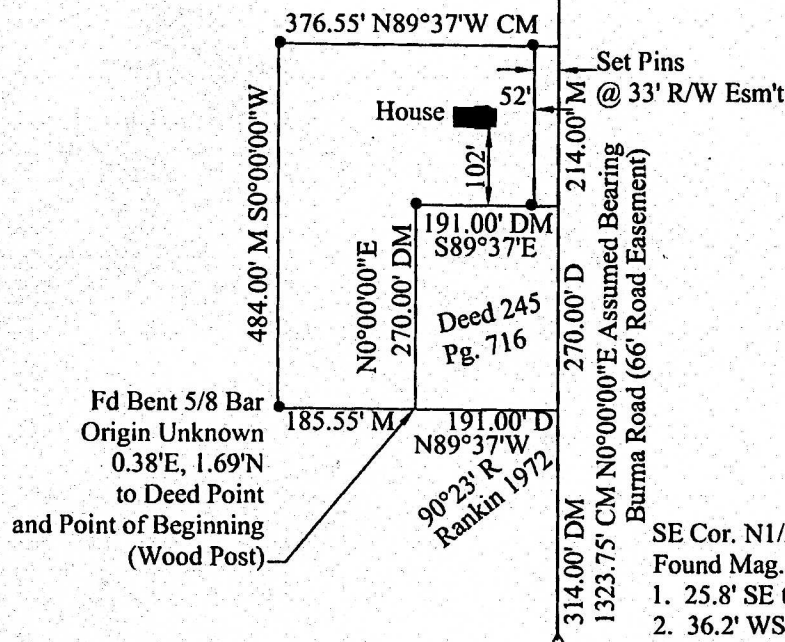 376.55' N89°37'W CM
Set Pins
@ 33' R/W Esm't
52'
House
102'
214.00' M
484.00' M S0°00'00"W
191.00' DM
S89°37'E
N0°00'00"E
270.00' DM
Deed 245
Pg. 716
270.00' D
1323.75' CM N0°00'00"E Assumed Bearing
Burma Road (66' Road Easement)
Fd Bent 5/8 Bar
Origin Unknown
0.38'E, 1.69'N
to Deed Point
and Point of Beginning
(Wood Post)
185.55' M
191.00' D
N89°37'W
90°23' R
Rankin 1972
314.00' DM
SE Cor. N1/
Found Mag.
1. 25.8' SE
2. 36.2' WS